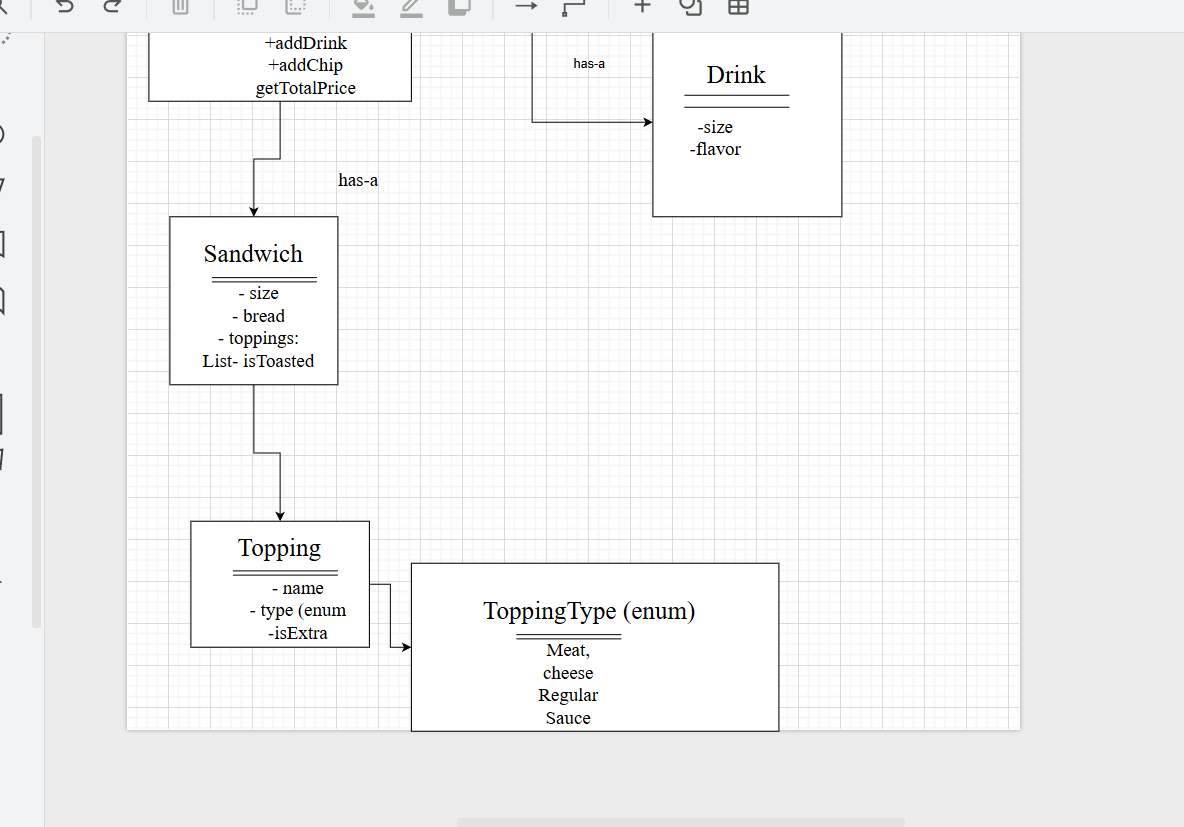 +addDrink
+addChip
getTotalPrice
has-a
Drink
-size
-flavor
has-a
Sandwich
- size
- bread
- toppings:
List- isToasted
Topping
- name
- type (enum
-isExtra
ToppingType (enum)
Meat,
cheese
Regular
Sauce